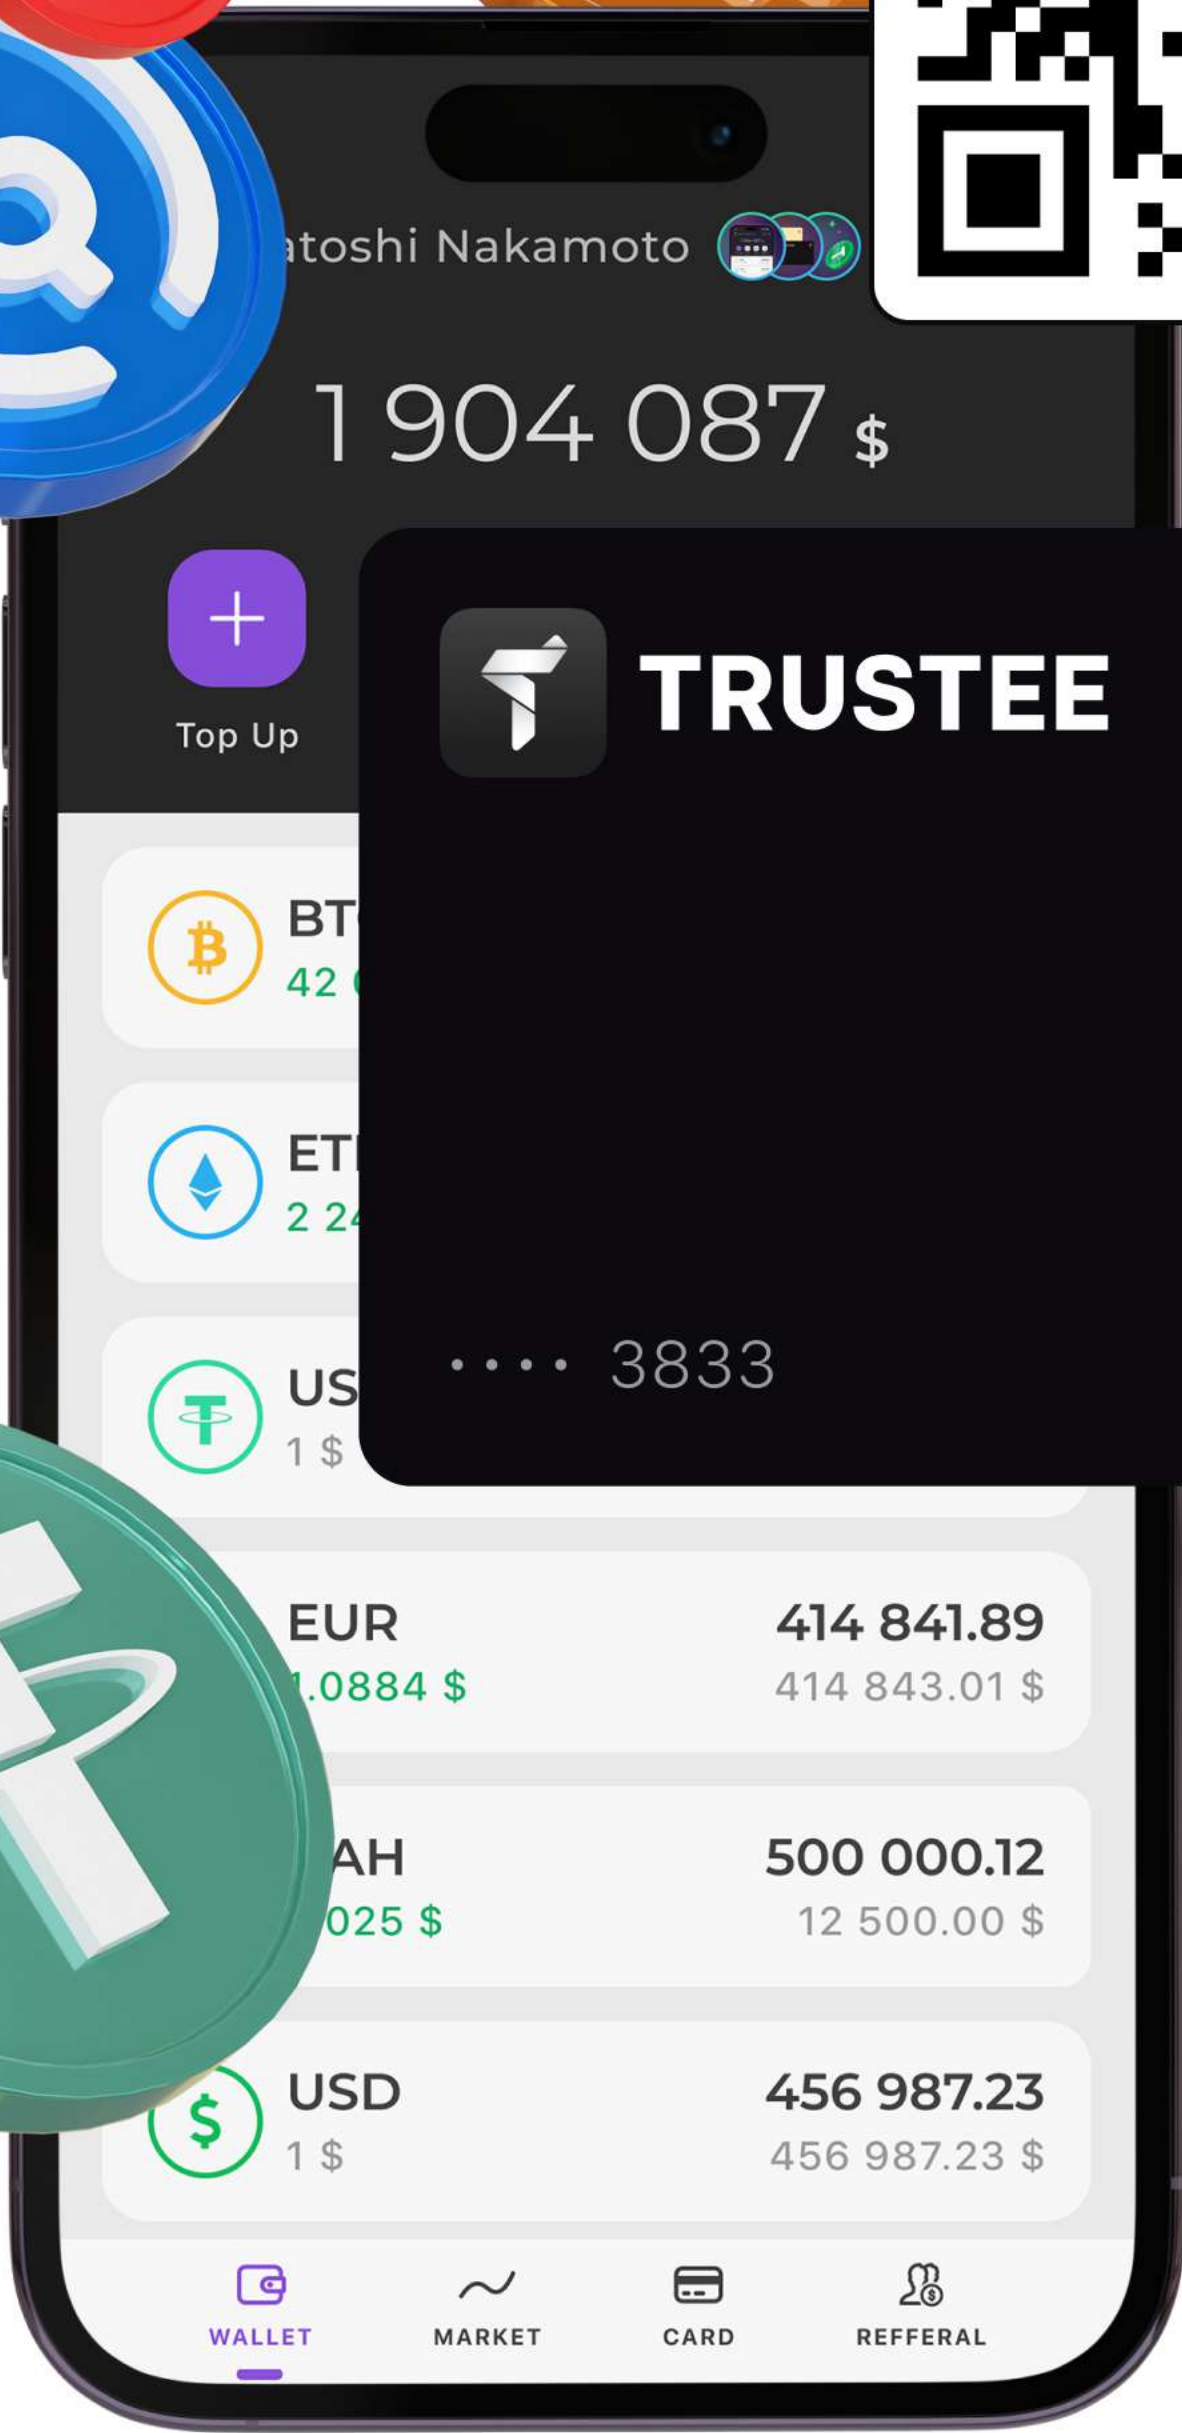 atoshi Nakamoto
1 904 087 $
Top Up
TRUSTEE
BT
42
ET
2 24
US
1 $
3833
EUR 414 841.89
.0884 $ 414 843.01 $
AH 500 000.12
025 $ 12 500.00 $
USD 456 987.23
1 $ 456 987.23 $
WALLET MARKET CARD REFFERAL